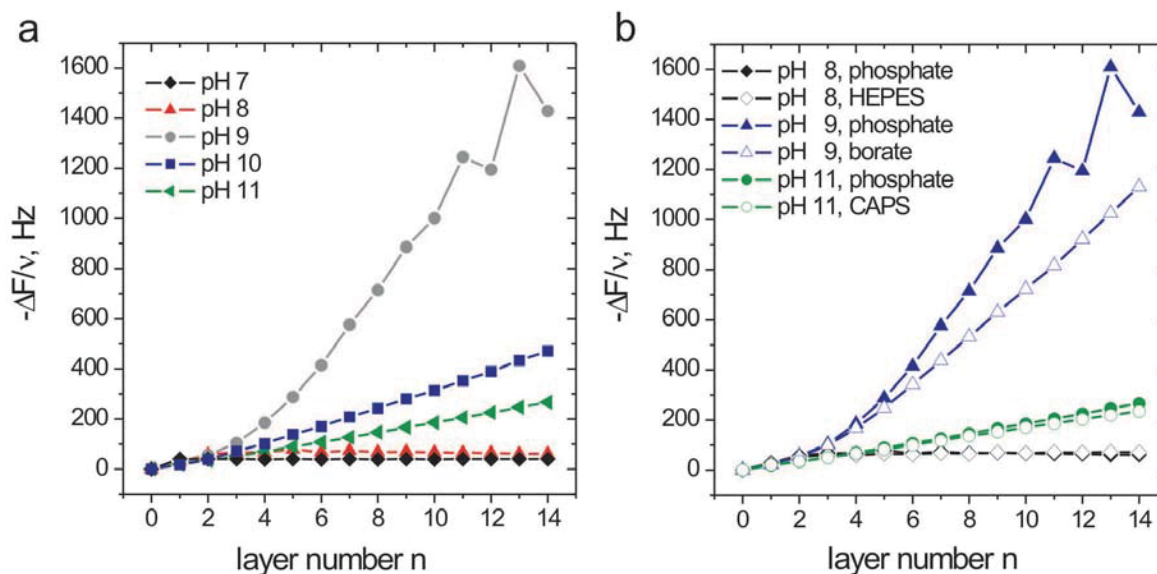 a
1600
1400
1200
1000
800
600
400
200
0
-ΔF/ν, Hz
pH 7
pH 8
pH 9
pH 10
pH 11
0 2 4 6 8 10 12 14
layer number n
b
1600
1400
1200
1000
800
600
400
200
0
-ΔF/ν, Hz
pH 8, phosphate
pH 8, HEPES
pH 9, phosphate
pH 9, borate
pH 11, phosphate
pH 11, CAPS
0 2 4 6 8 10 12 14
layer number n